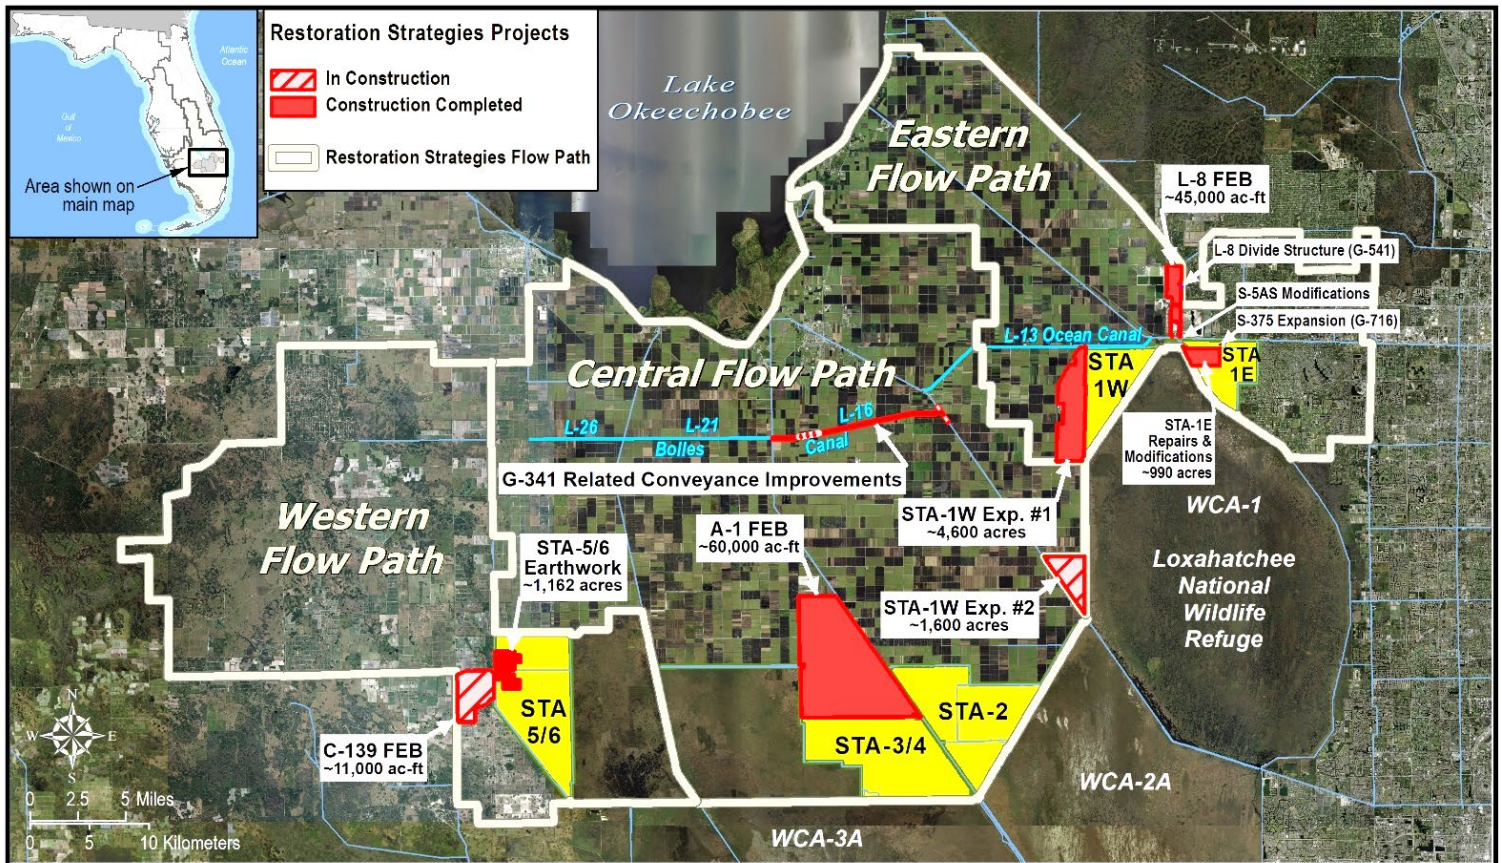 Atlantic
Ocean
Gulf
of
Mexico
Area shown on
main map
Restoration Strategies Projects
In Construction
Construction Completed
Restoration Strategies Flow Path
Lake
Okeechobee
Eastern
Flow Path
L-8 FEB
~45,000 ac-ft
L-8 Divide Structure (G-541)
S-5AS Modifications
S-375 Expansion (G-716)
L-13 Ocean Canal
STA
1W
STA
1E
Central Flow Path
L-26
L-21
L-16
Bolles
Canal
G-341 Related Conveyance Improvements
STA-1E
Repairs &
Modifications
~990 acres
WCA-1
Loxahatchee
National
Wildlife
Refuge
STA-1W Exp. #1
~4,600 acres
A-1 FEB
~60,000 ac-ft
Western
Flow Path
STA-5/6
Earthwork
~1,162 acres
STA-1W Exp. #2
~1,600 acres
STA
5/6
STA-2
STA-3/4
C-139 FEB
~11,000 ac-ft
WCA-2A
WCA-3A
N
W
E
S
0 2.5 5 Miles
0 5 10 Kilometers